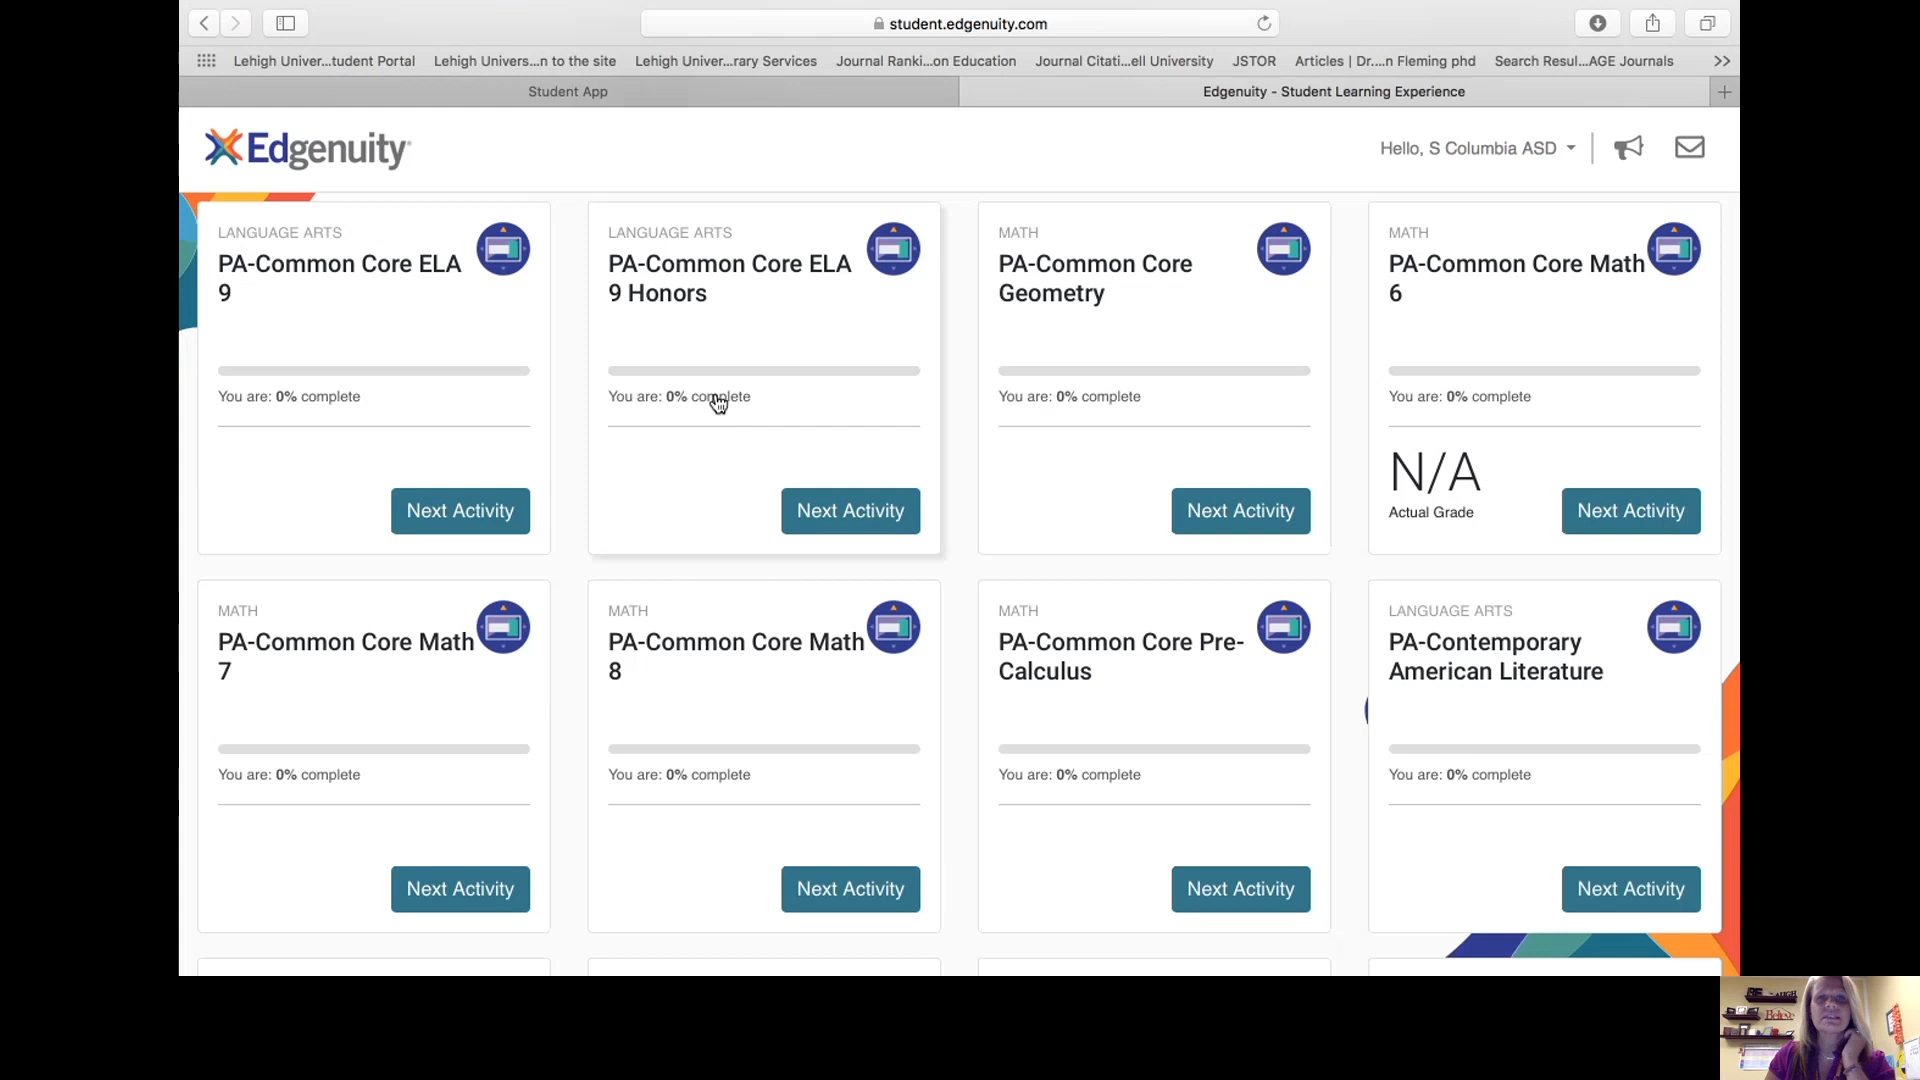 student.edgenuity.com
Lehigh Univer...tudent Portal
Lehigh Univers...n to the site
Lehigh Univer...rary Services
Journal Ranki...on Education
Journal Citati...ell University
JSTOR
Articles | Dr....n Fleming phd
Search Resul...AGE Journals
Student App
Edgenuity - Student Learning Experience
Edgenuity
Hello, S Columbia ASD
LANGUAGE ARTS
PA-Common Core ELA
9
You are: 0% complete
Next Activity
LANGUAGE ARTS
PA-Common Core ELA
9 Honors
You are: 0% complete
Next Activity
MATH
PA-Common Core
Geometry
You are: 0% complete
Next Activity
MATH
PA-Common Core Math
6
You are: 0% complete
N/A
Actual Grade
Next Activity
MATH
PA-Common Core Math
7
You are: 0% complete
Next Activity
MATH
PA-Common Core Math
8
You are: 0% complete
Next Activity
MATH
PA-Common Core Pre-
Calculus
You are: 0% complete
Next Activity
LANGUAGE ARTS
PA-Contemporary
American Literature
You are: 0% complete
Next Activity
Believe